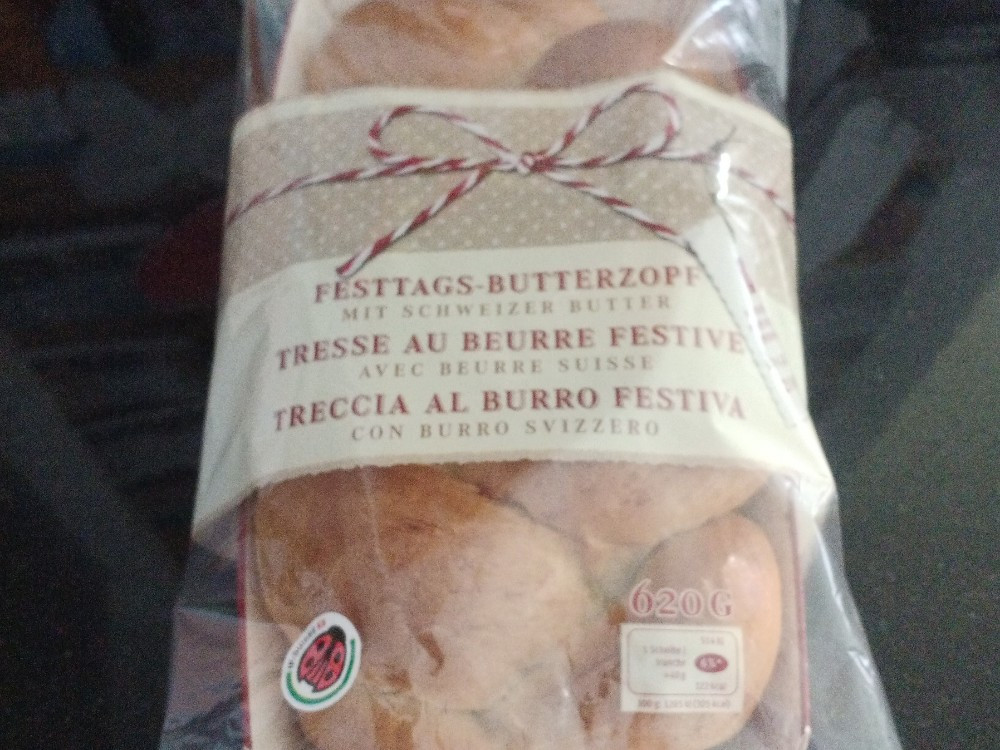 FESTTAGS-BUTTERZOPF
MIT SCHWEIZER BUTTER
TRESSE AU BEURRE FESTIVE
AVEC BEURRE SUISSE
TRECCIA AL BURRO FESTIVA
CON BURRO SVIZZERO
620G